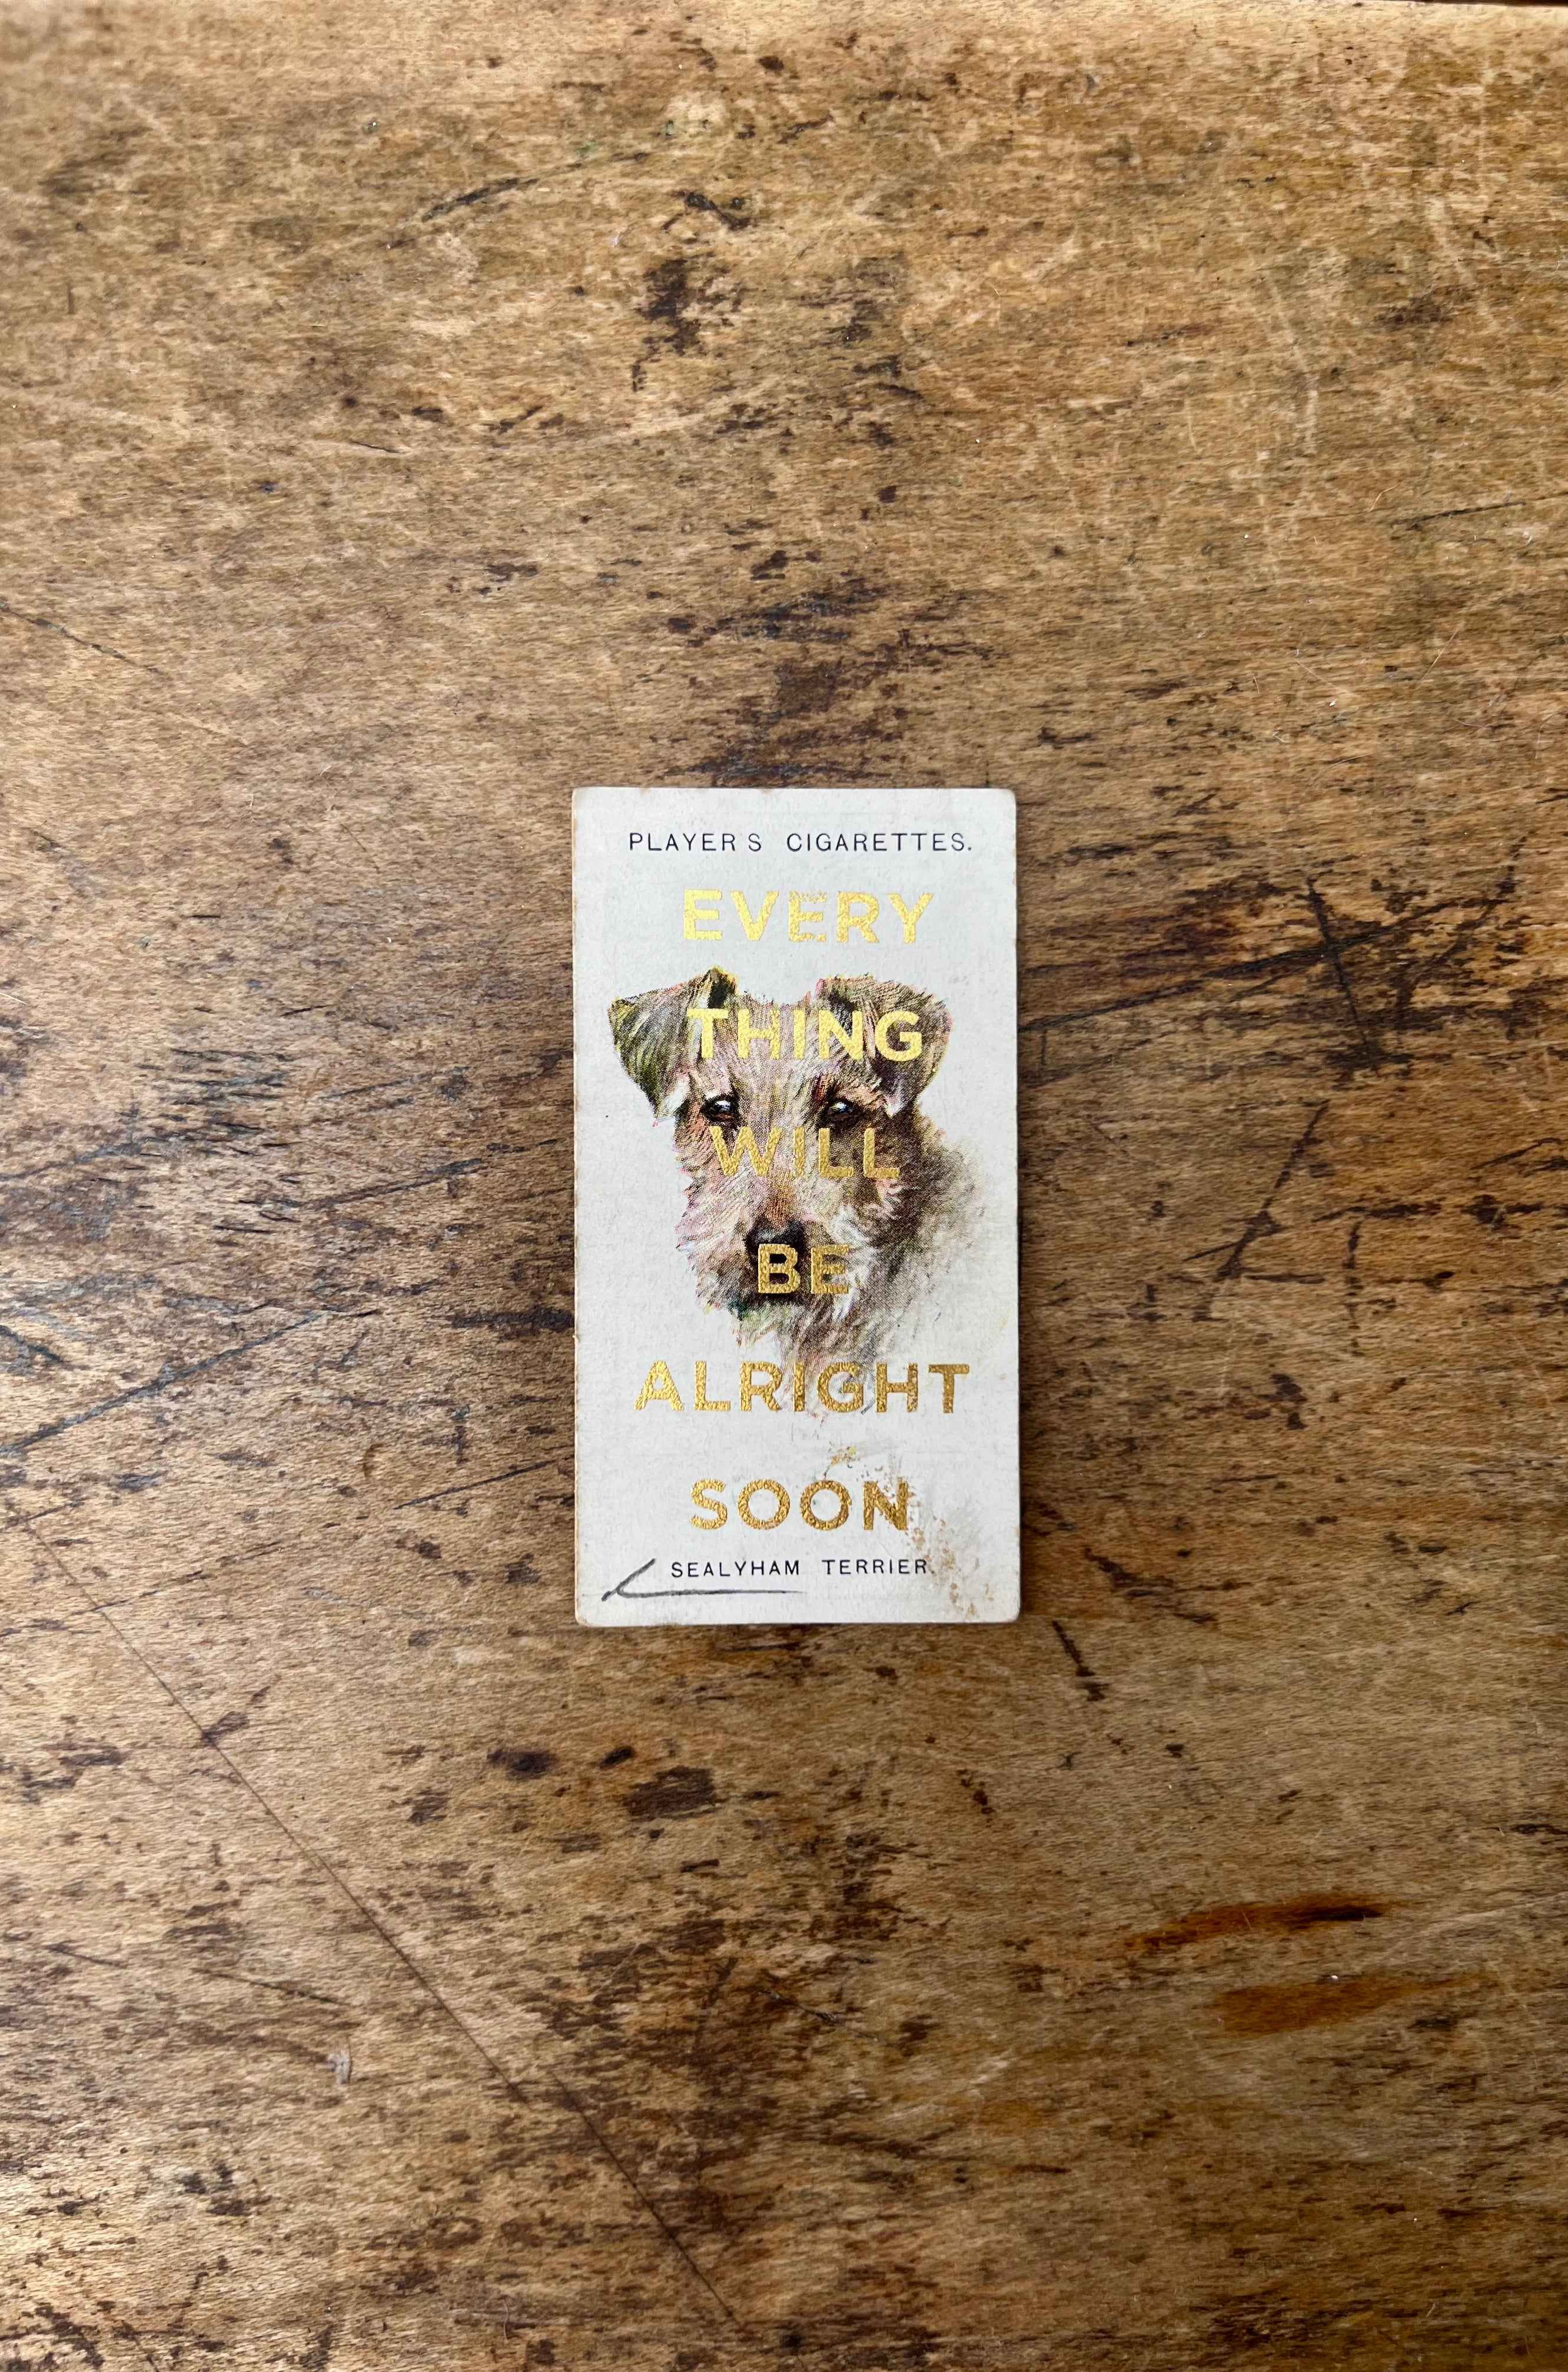 PLAYER'S CIGARETTES.
EVERY
THING
WILL
BE
ALRIGHT
SOON
SEALYHAM TERRIER.